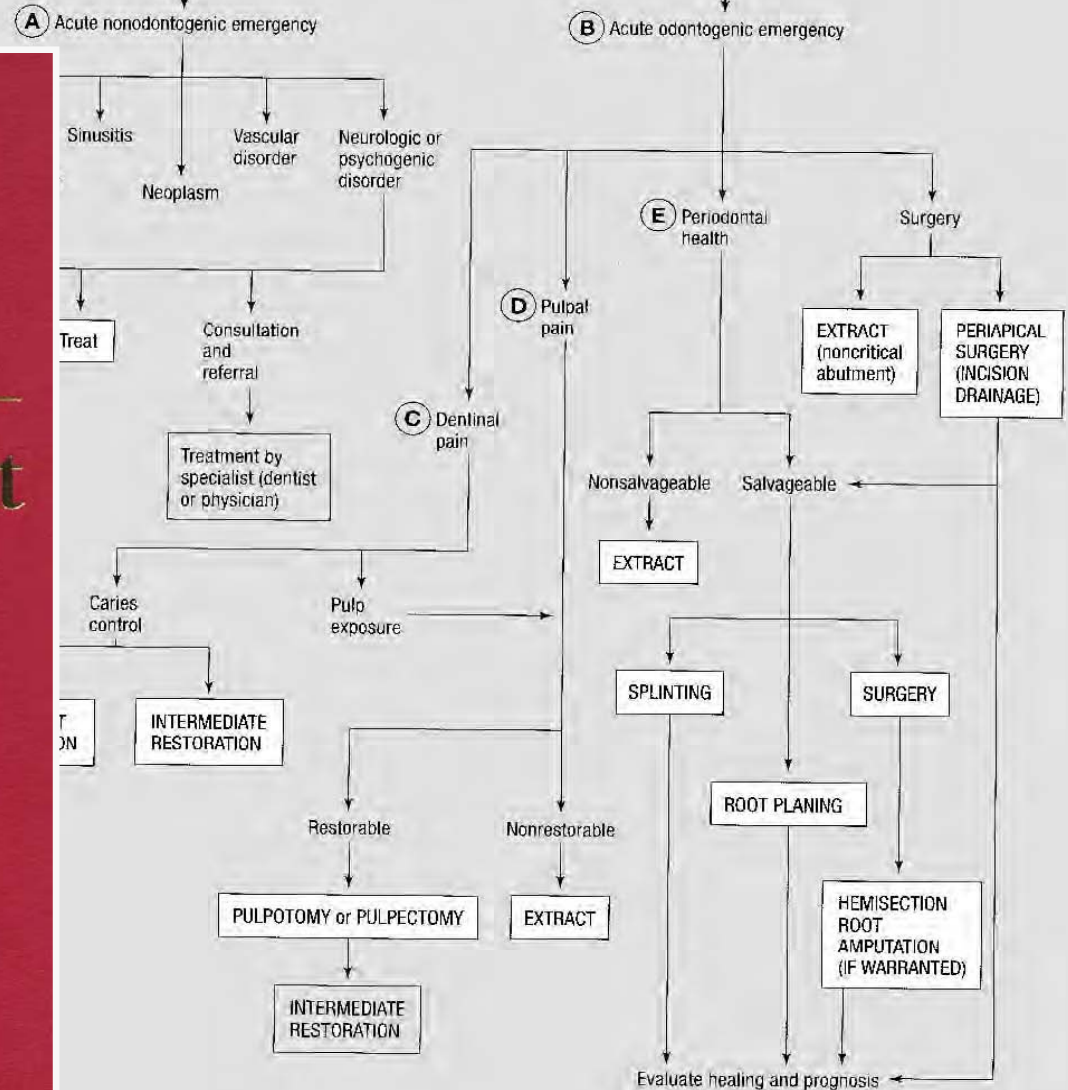 A Acute nonodontogenic emergency
B Acute odontogenic emergency
Sinusitis
Neoplasm
Vascular
disorder
Neurologic or
psychogenic
disorder
E Periodontal
health
Surgery
Treat
Consultation
and
referral
D Pulpal
pain
EXTRACT
(noncritical
abutment)
PERIAPICAL
SURGERY
(INCISION
DRAINAGE)
C Dentinal
pain
Treatment by
specialist (dentist
or physician)
t
Nonsalvageable
Salvageable
EXTRACT
Caries
control
Pulp
exposure
SPLINTING
SURGERY
T
ON
INTERMEDIATE
RESTORATION
ROOT PLANING
Restorable
Nonrestorable
PULPOTOMY or PULPECTOMY
EXTRACT
HEMISECTION
ROOT
AMPUTATION
(IF WARRANTED)
INTERMEDIATE
RESTORATION
Evaluate healing and prognosis